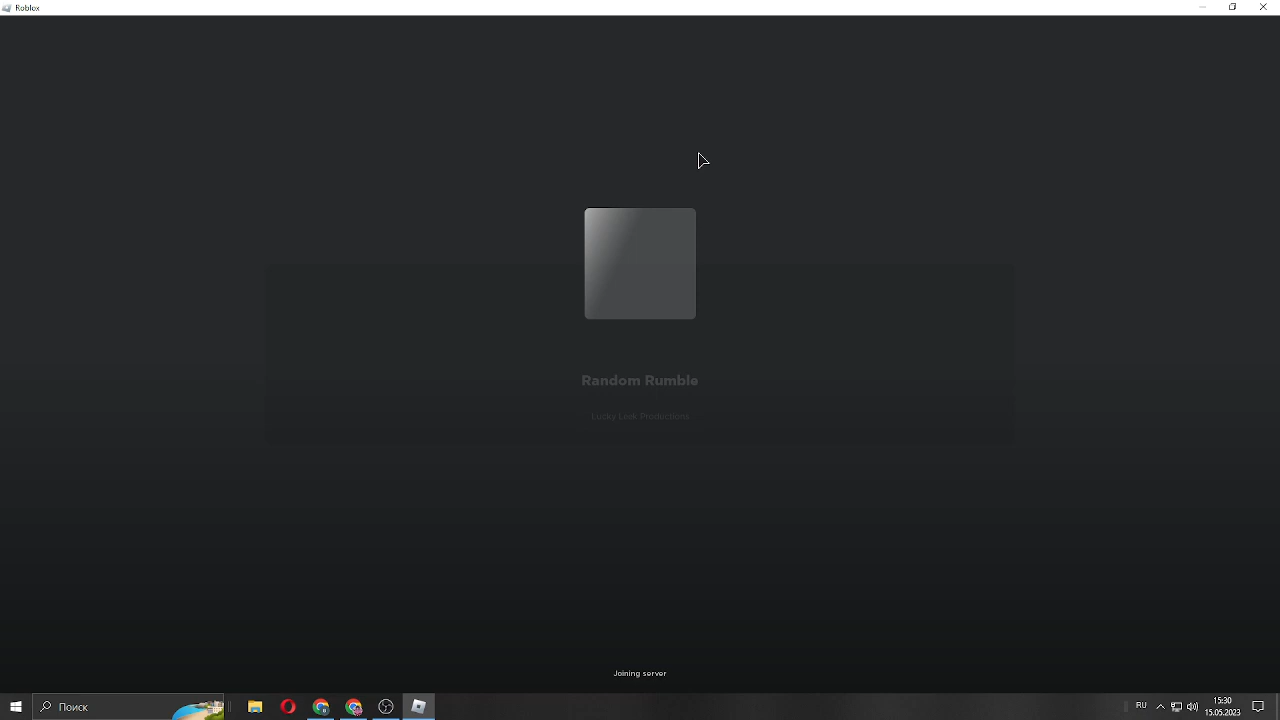 Roblox
Random Rumble
Lucky Leak Productions
Joining server
Поиск
RU
15:30
15.05.2023